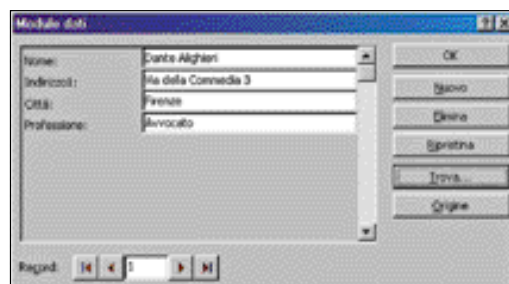 Modulo dati
Nome: Dante Alighieri
Indirizzo1: Via della Commedia 3
Città: Firenze
Professione: Avvocato
OK
Nuovo
Elimina
Ripristina
Trova...
Origine
Record: 1